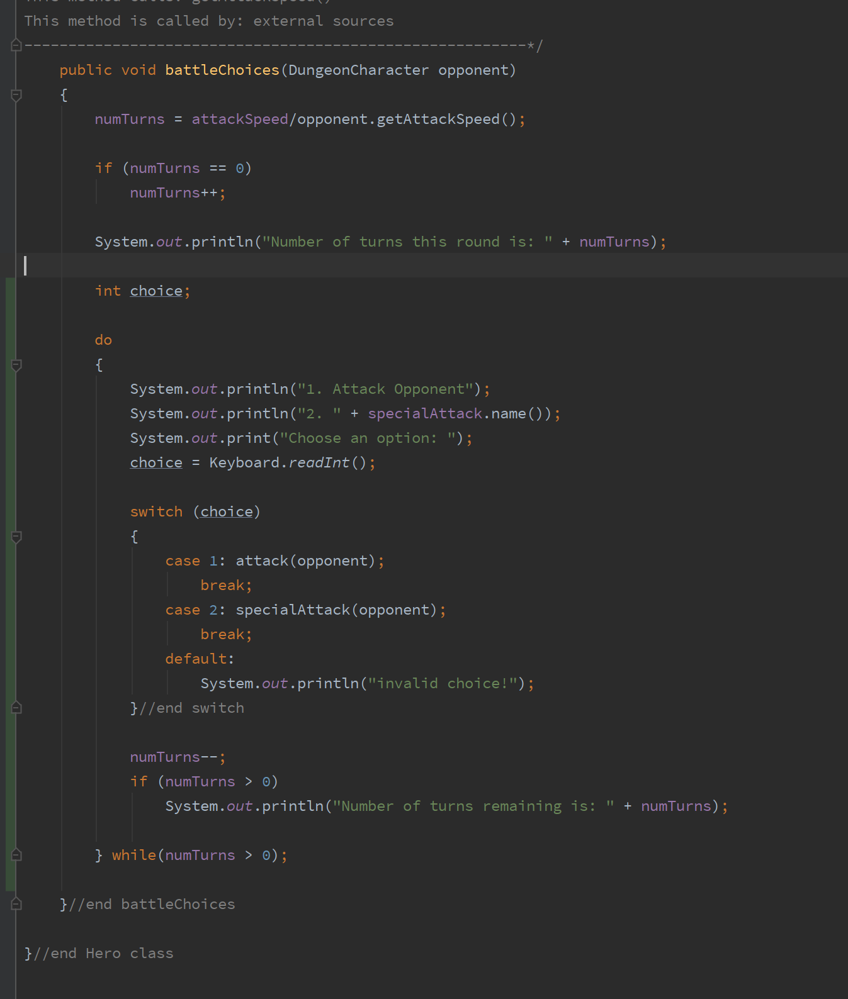 This method calls: getAttackSpeed()
This method is called by: external sources
---------------------------------------------------------*/
    public void battleChoices(DungeonCharacter opponent)
    {
        numTurns = attackSpeed/opponent.getAttackSpeed();
        if (numTurns == 0)
            numTurns++;
        System.out.println("Number of turns this round is: " + numTurns);
        int choice;
        do
        {
            System.out.println("1. Attack Opponent");
            System.out.println("2. " + specialAttack.name());
            System.out.print("Choose an option: ");
            choice = Keyboard.readInt();
            switch (choice)
            {
                case 1: attack(opponent);
                    break;
                case 2: specialAttack(opponent);
                    break;
                default:
                    System.out.println("invalid choice!");
            }//end switch
            numTurns--;
            if (numTurns > 0)
                System.out.println("Number of turns remaining is: " + numTurns);
        } while(numTurns > 0);
    }//end battleChoices
}//end Hero class